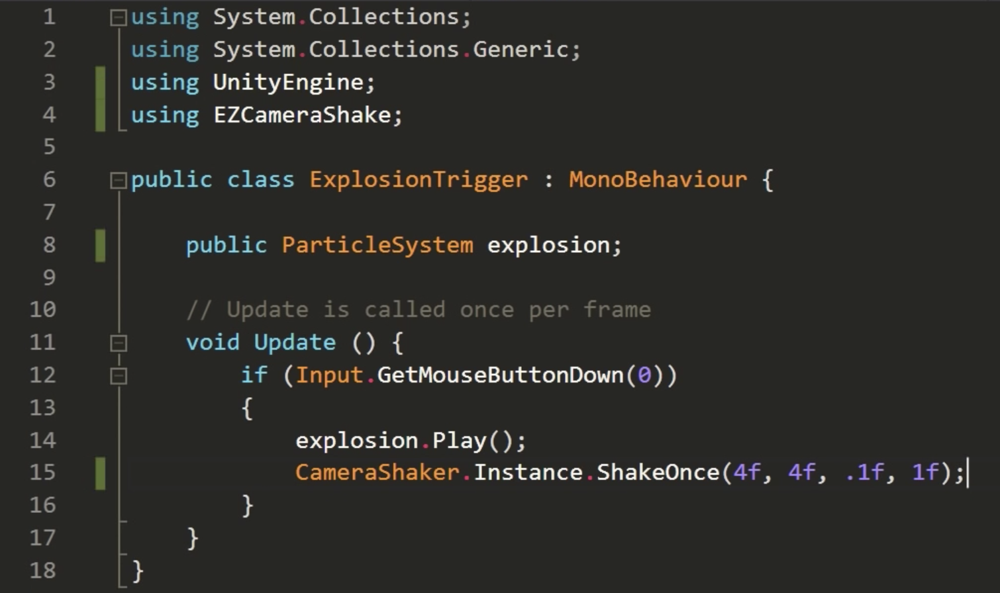 1 using System.Collections;
2 using System.Collections.Generic;
3 using UnityEngine;
4 using EZCameraShake;
5
6 public class ExplosionTrigger : MonoBehaviour {
7
8     public ParticleSystem explosion;
9
10     // Update is called once per frame
11     void Update () {
12         if (Input.GetMouseButtonDown(0))
13         {
14             explosion.Play();
15             CameraShaker.Instance.ShakeOnce(4f, 4f, .1f, 1f);
16         }
17     }
18 }